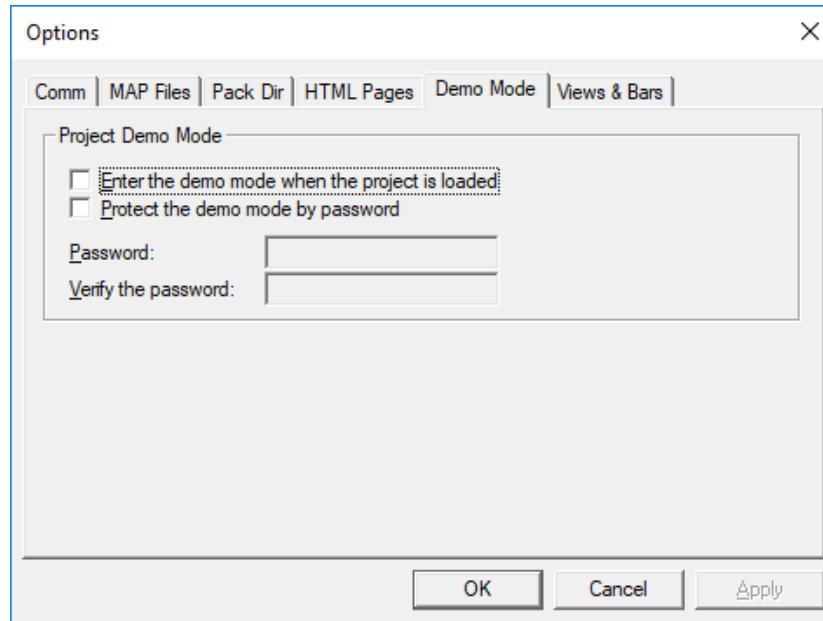 Options
Comm MAP Files Pack Dir HTML Pages Demo Mode Views & Bars
Project Demo Mode
Enter the demo mode when the project is loaded
Protect the demo mode by password
Password:
Verify the password:
OK Cancel Apply